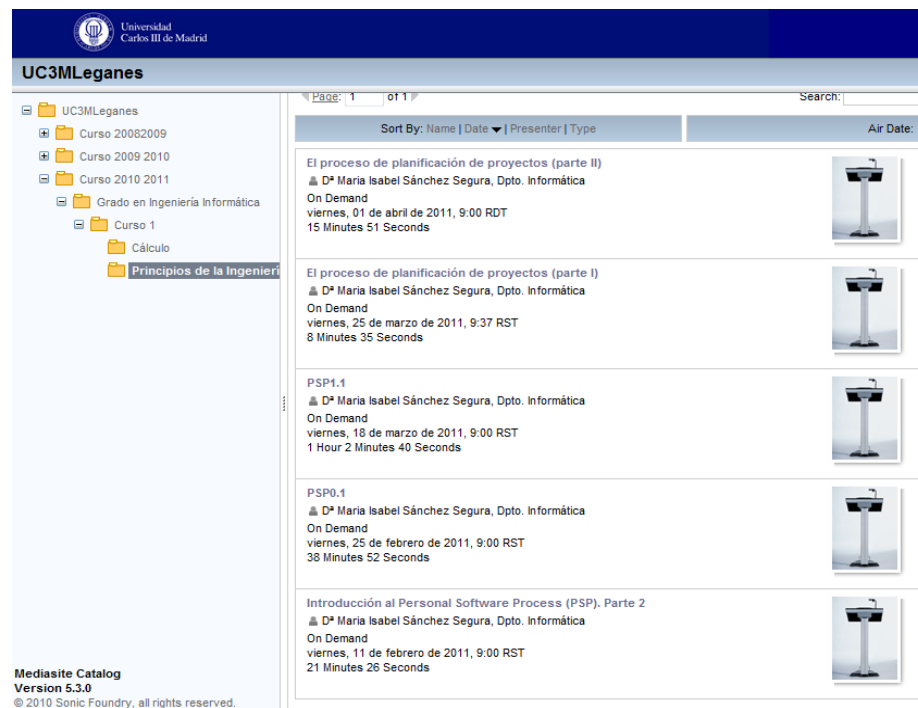 Universidad
Carlos III de Madrid
UC3MLeganes
UC3MLeganes
Curso 20082009
Curso 2009 2010
Curso 2010 2011
Grado en Ingeniería Informática
Curso 1
Cálculo
Principios de la Ingenierí
Mediasite Catalog
Version 5.3.0
© 2010 Sonic Foundry, all rights reserved.
Page: 1 of 1
Search:
Sort By: Name | Date | Presenter | Type
Air Date:
El proceso de planificación de proyectos (parte II)
Dª Maria Isabel Sánchez Segura, Dpto. Informática
On Demand
viernes, 01 de abril de 2011, 9:00 RDT
15 Minutes 51 Seconds
El proceso de planificación de proyectos (parte I)
Dª Maria Isabel Sánchez Segura, Dpto. Informática
On Demand
viernes, 25 de marzo de 2011, 9:37 RST
8 Minutes 35 Seconds
PSP1.1
Dª Maria Isabel Sánchez Segura, Dpto. Informática
On Demand
viernes, 18 de marzo de 2011, 9:00 RST
1 Hour 2 Minutes 40 Seconds
PSP0.1
Dª Maria Isabel Sánchez Segura, Dpto. Informática
On Demand
viernes, 25 de febrero de 2011, 9:00 RST
38 Minutes 52 Seconds
Introducción al Personal Software Process (PSP). Parte 2
Dª Maria Isabel Sánchez Segura, Dpto. Informática
On Demand
viernes, 11 de febrero de 2011, 9:00 RST
21 Minutes 26 Seconds